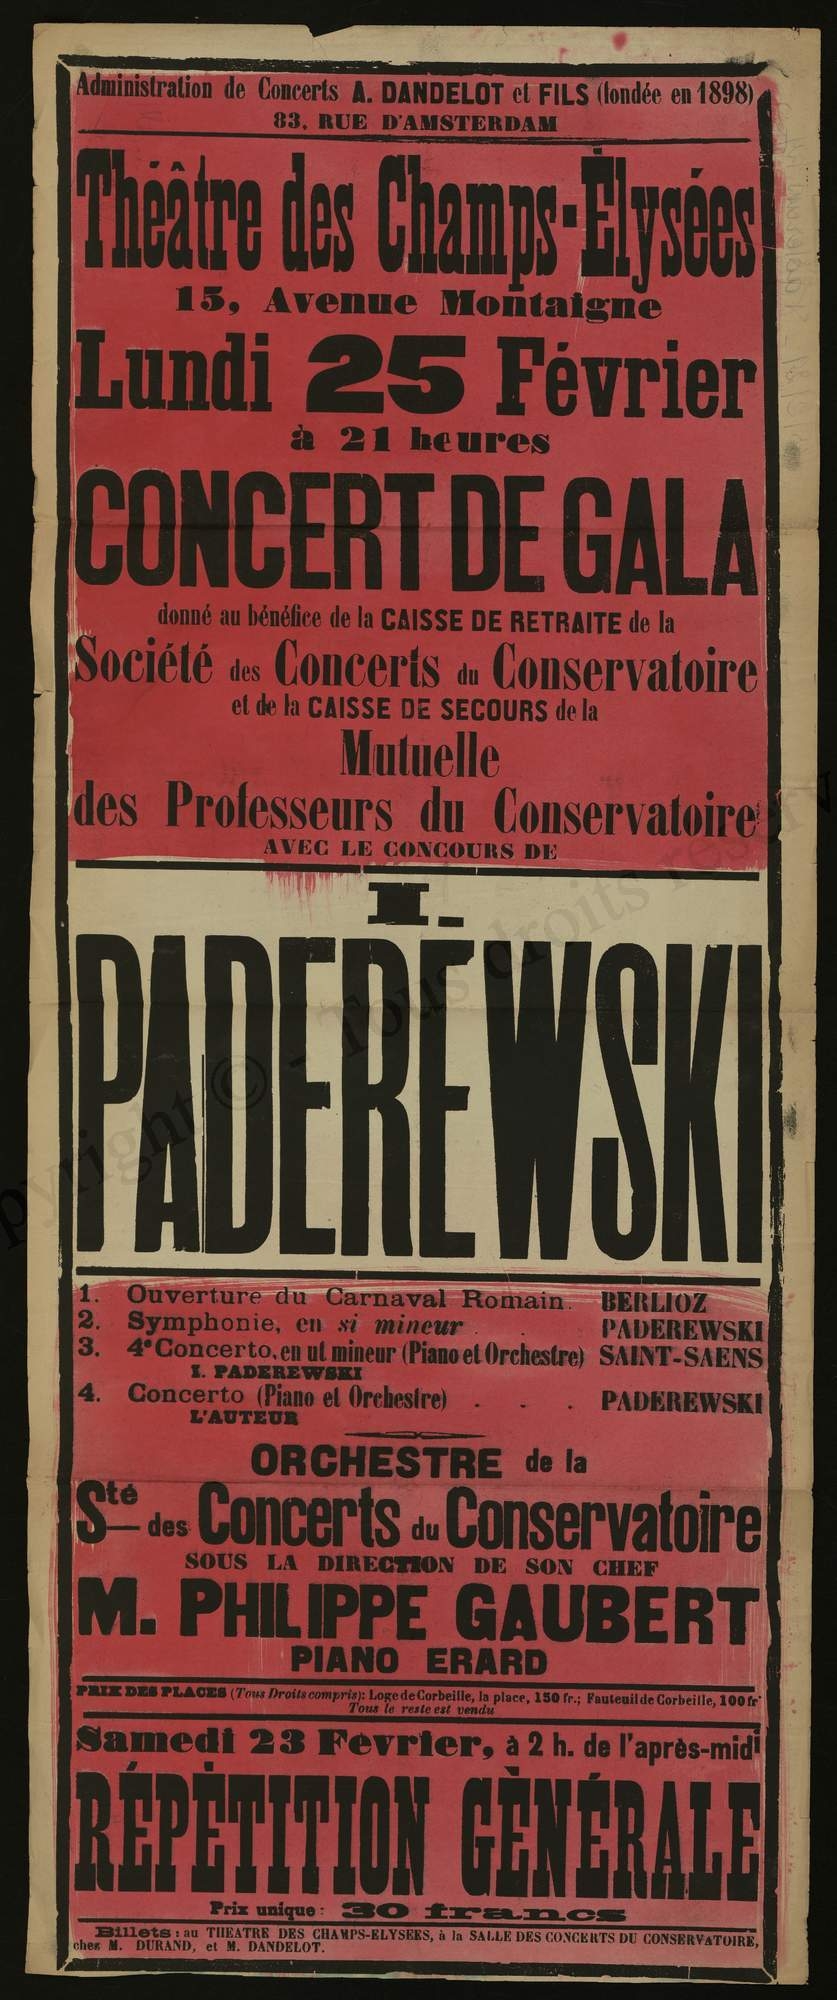 Administration de Concerts A. DANDELOT et FILS (fondée en 1898)
83, RUE D'AMSTERDAM
Théâtre des Champs-Élysées
15, Avenue Montaigne
Lundi 25 Février
à 21 heures
CONCERT DE GALA
donné au bénéfice de la CAISSE DE RETRAITE de la
Société des Concerts du Conservatoire
et de la CAISSE DE SECOURS de la
Mutuelle
des Professeurs du Conservatoire
AVEC LE CONCOURS DE
I.
PADEREWSKI
1. Ouverture du Carnaval Romain. BERLIOZ
2. Symphonie, en si mineur . . PADEREWSKI
3. 4e Concerto, en ut mineur (Piano et Orchestre) SAINT-SAENS
I. PADEREWSKI
4. Concerto (Piano et Orchestre) . . . PADEREWSKI
L'AUTEUR
ORCHESTRE de la
Sté des Concerts du Conservatoire
SOUS LA DIRECTION DE SON CHEF
M. PHILIPPE GAUBERT
PIANO ERARD
PRIX DES PLACES (Tous Droits compris): Loge de Corbeille, la place, 150 fr.; Fauteuil de Corbeille, 100 fr
Tous le reste est vendu
Samedi 23 Février, à 2 h. de l'après-midi
RÉPÉTITION GÈNÉRALE
Prix unique: 30 francs
Billets: au THEATRE DES CHAMPS-ELYSEES, à la SALLE DES CONCERTS DU CONSERVATOIRE,
chez M. DURAND, et M. DANDELOT.
pyright © - Tous droits réserv